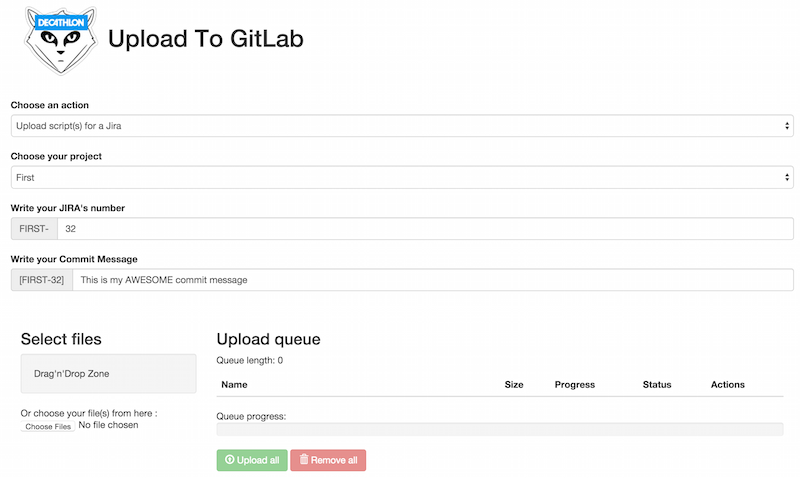 DECATHLON
Upload To GitLab
Choose an action
Upload script(s) for a Jira
Choose your project
First
Write your JIRA's number
FIRST- 32
Write your Commit Message
[FIRST-32] This is my AWESOME commit message
Select files
Drag'n'Drop Zone
Or choose your file(s) from here :
Choose Files No file chosen
Upload queue
Queue length: 0
Name Size Progress Status Actions
Queue progress:
Upload all Remove all